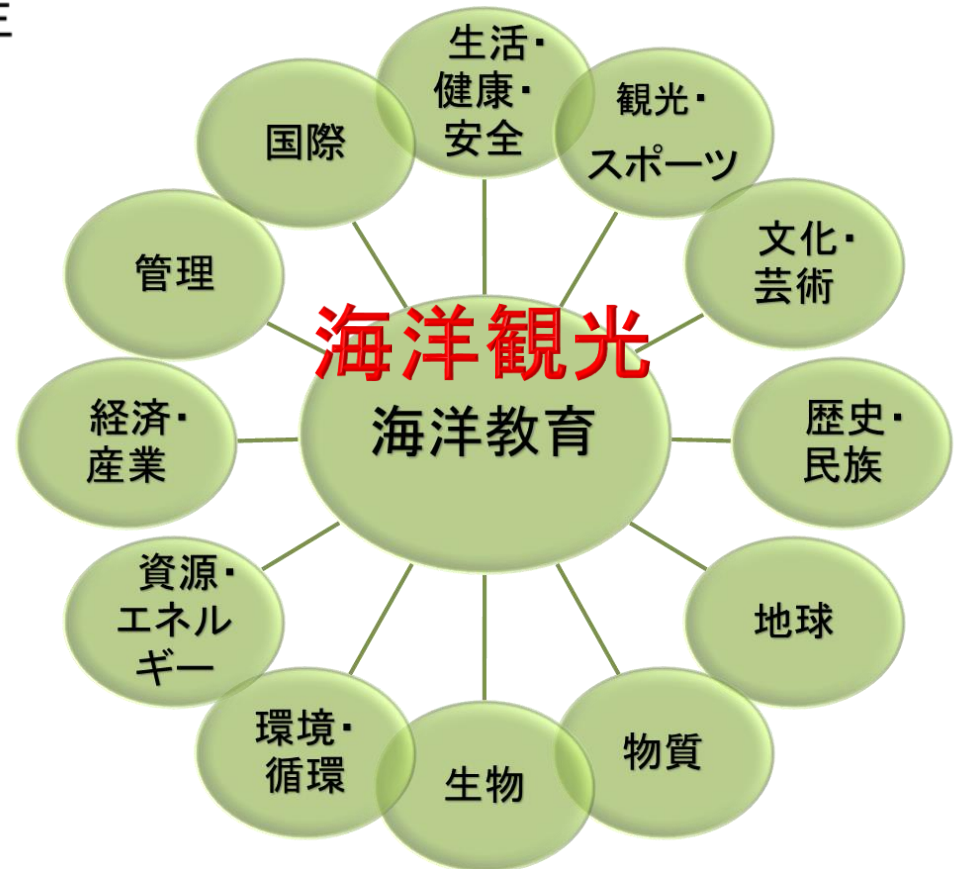 生活・
健康・
安全
観光・
スポーツ
文化・
芸術
歴史・
民族
地球
物質
生物
環境・
循環
資源・
エネル
ギー
経済・
産業
管理
国際
海洋観光
海洋教育